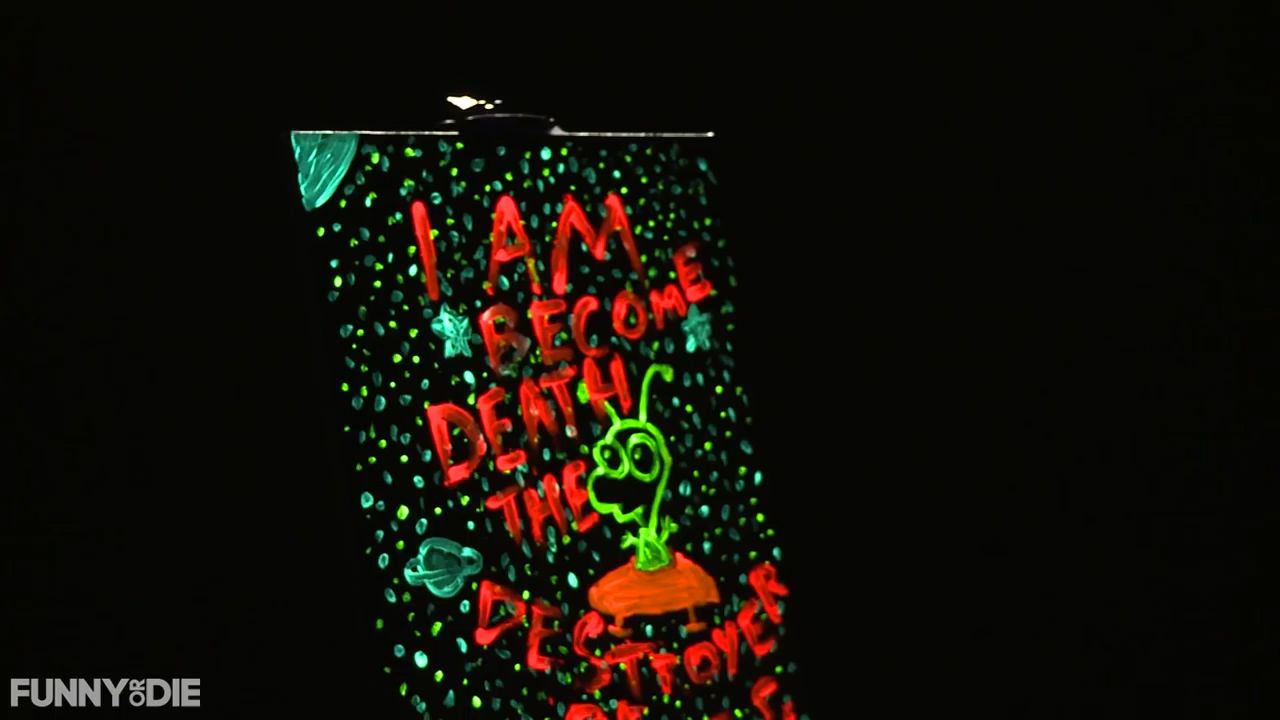 I AM
BECOME
DEATH
THE
DESTROYER
FUNNY OR DIE